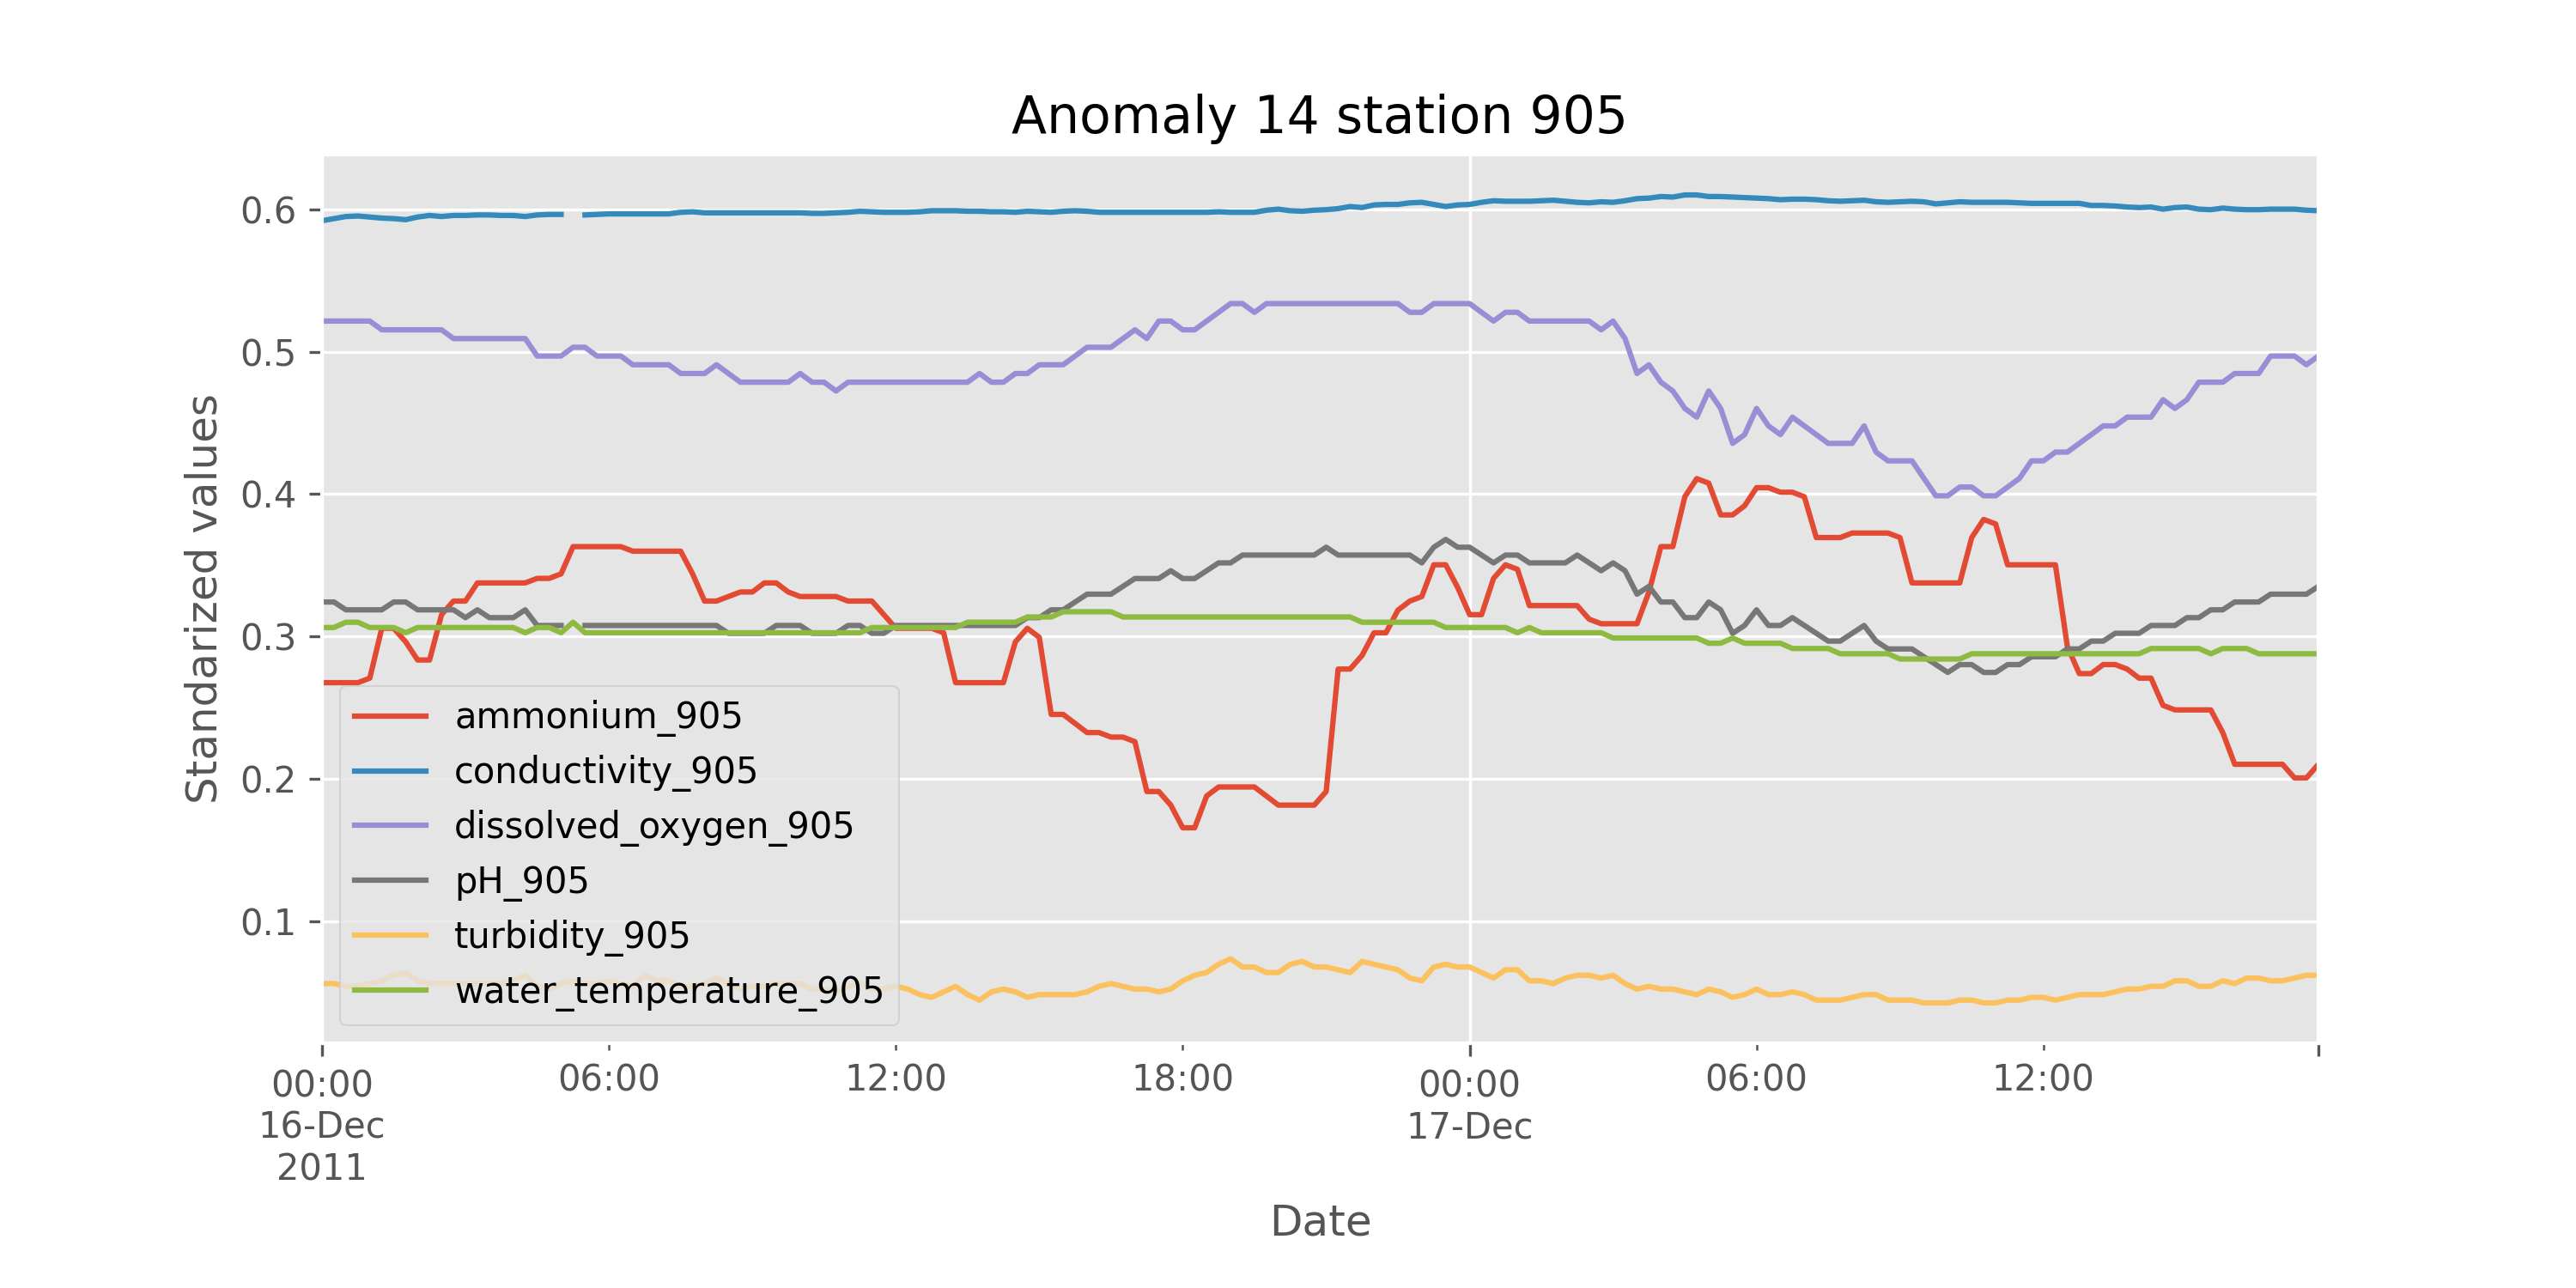 Anomaly 14 station 905
Standarized values
0.6
0.5
0.4
0.3
0.2
0.1
ammonium_905
conductivity_905
dissolved_oxygen_905
pH_905
turbidity_905
water_temperature_905
00:00 06:00 12:00 18:00 00:00 06:00 12:00
16-Dec 17-Dec
2011
Date